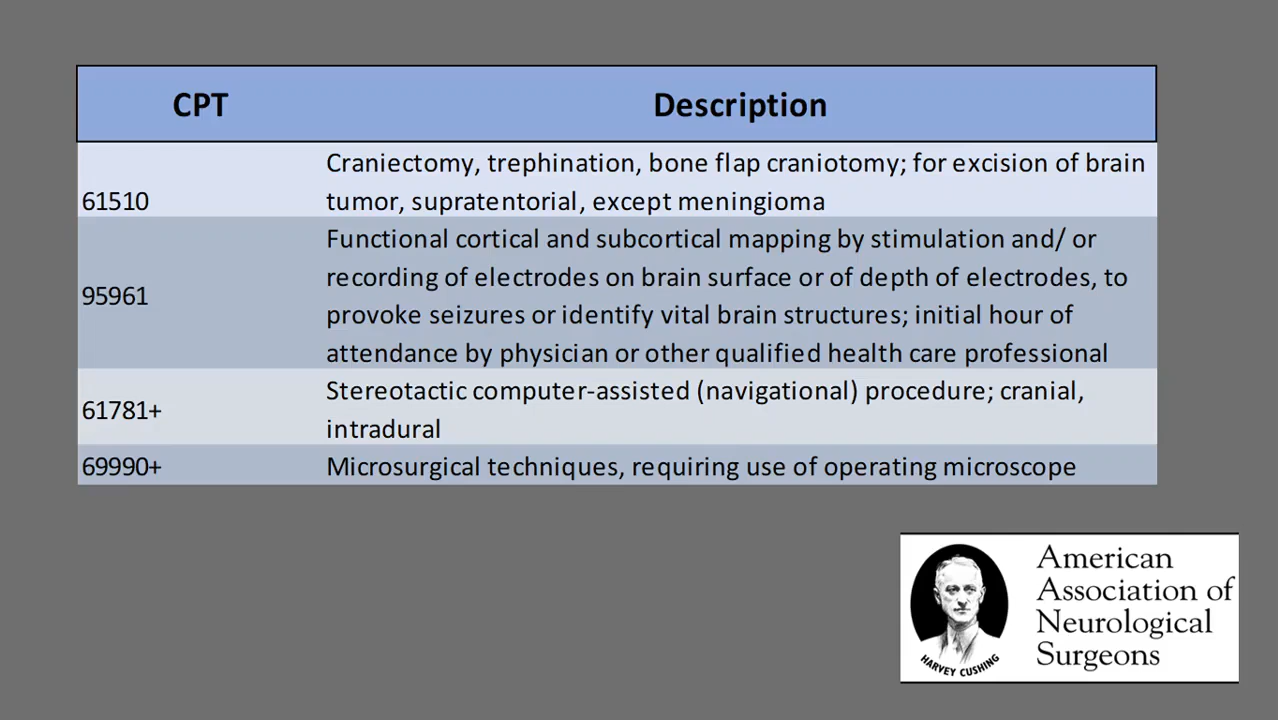 CPT
Description
61510
Craniectomy, trephination, bone flap craniotomy; for excision of brain
tumor, supratentorial, except meningioma
95961
Functional cortical and subcortical mapping by stimulation and/ or
recording of electrodes on brain surface or of depth of electrodes, to
provoke seizures or identify vital brain structures; initial hour of
attendance by physician or other qualified health care professional
61781+
Stereotactic computer-assisted (navigational) procedure; cranial,
intradural
69990+
Microsurgical techniques, requiring use of operating microscope
HARVEY CUSHING
American
Association of
Neurological
Surgeons